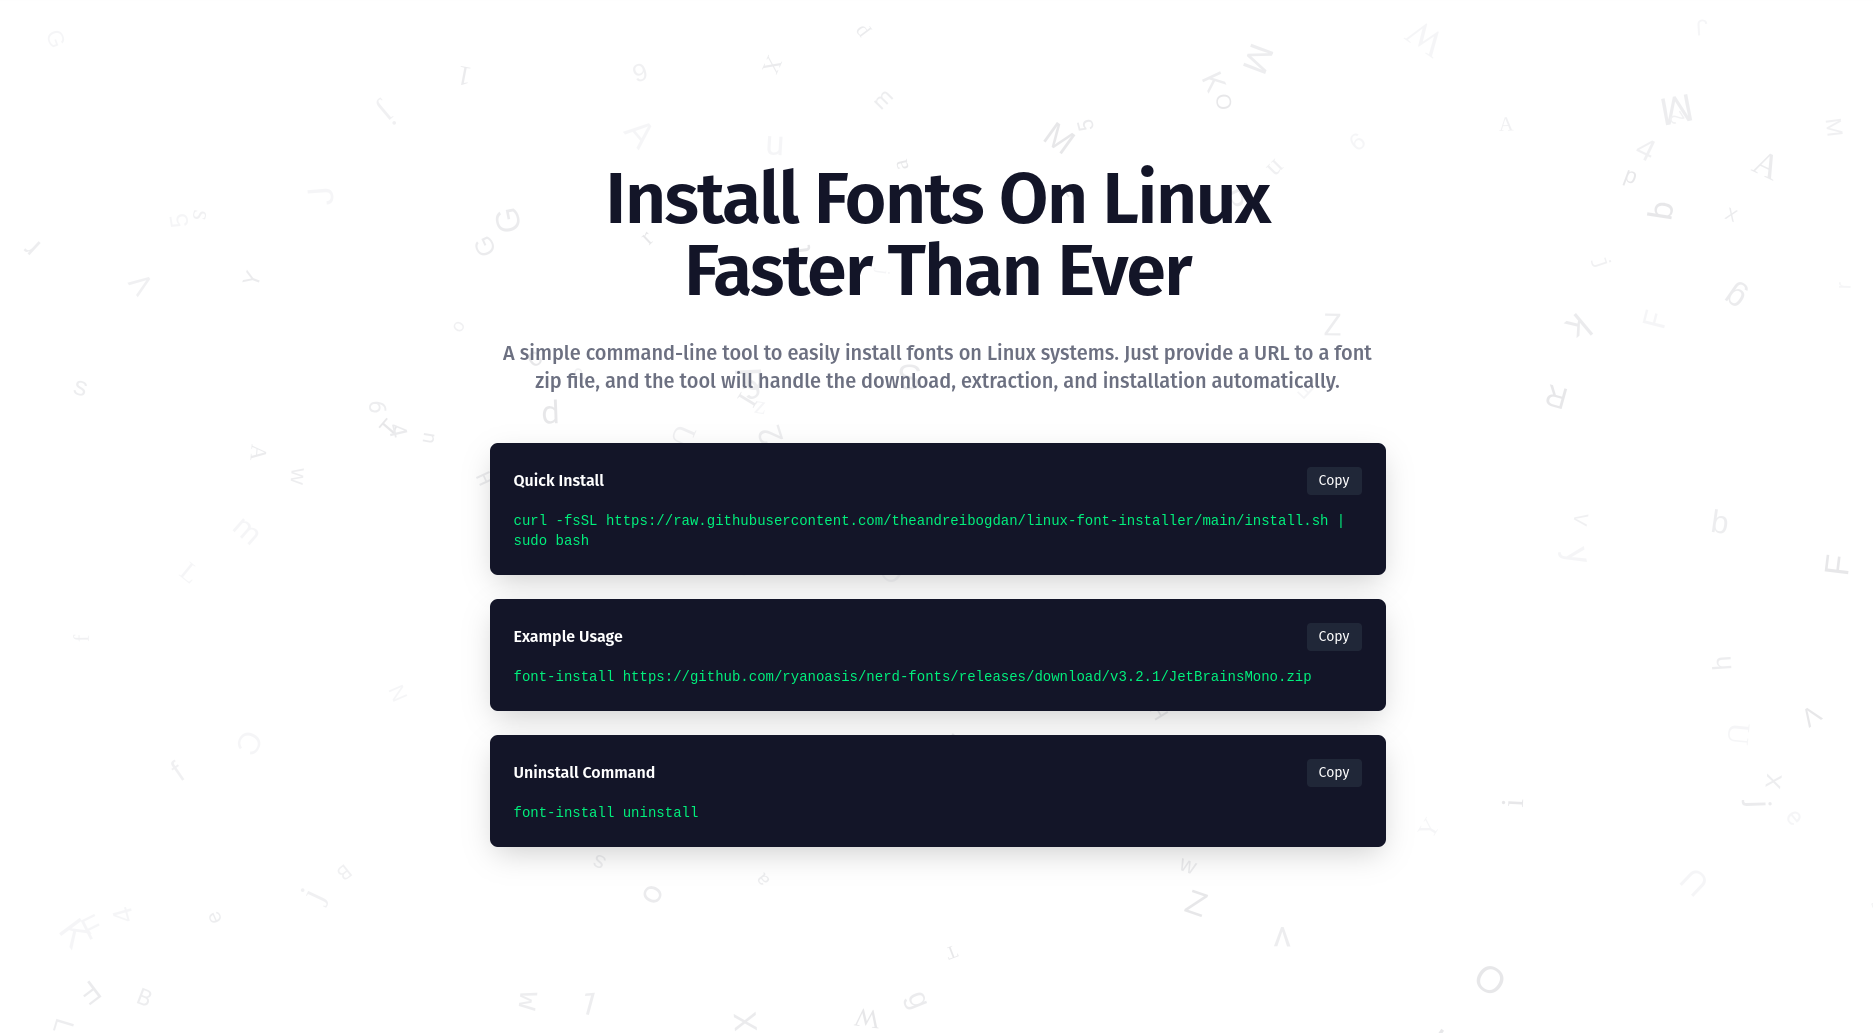 Install Fonts On Linux
Faster Than Ever
A simple command-line tool to easily install fonts on Linux systems. Just provide a URL to a font
zip file, and the tool will handle the download, extraction, and installation automatically.
Quick Install
Copy
curl -fsSL https://raw.githubusercontent.com/theandreibogdan/linux-font-installer/main/install.sh |
sudo bash
Example Usage
Copy
font-install https://github.com/ryanoasis/nerd-fonts/releases/download/v3.2.1/JetBrainsMono.zip
Uninstall Command
Copy
font-install uninstall